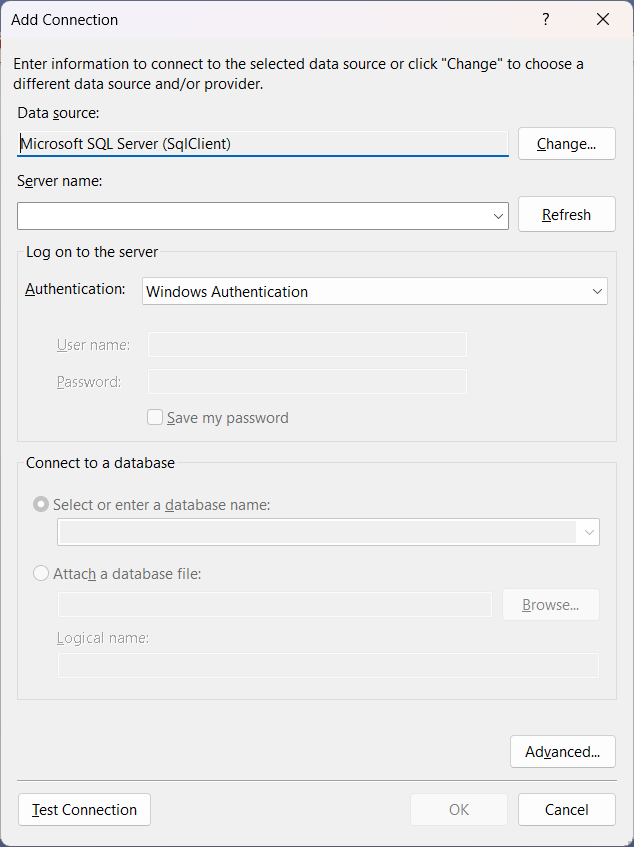 Add Connection
?
Enter information to connect to the selected data source or click "Change" to choose a
different data source and/or provider.
Data source:
Microsoft SQL Server (SqlClient)
Change...
Server name:
Refresh
Log on to the server
Authentication:
Windows Authentication
User name:
Password:
Save my password
Connect to a database
Select or enter a database name:
Attach a database file:
Browse...
Logical name:
Advanced...
Test Connection
OK
Cancel